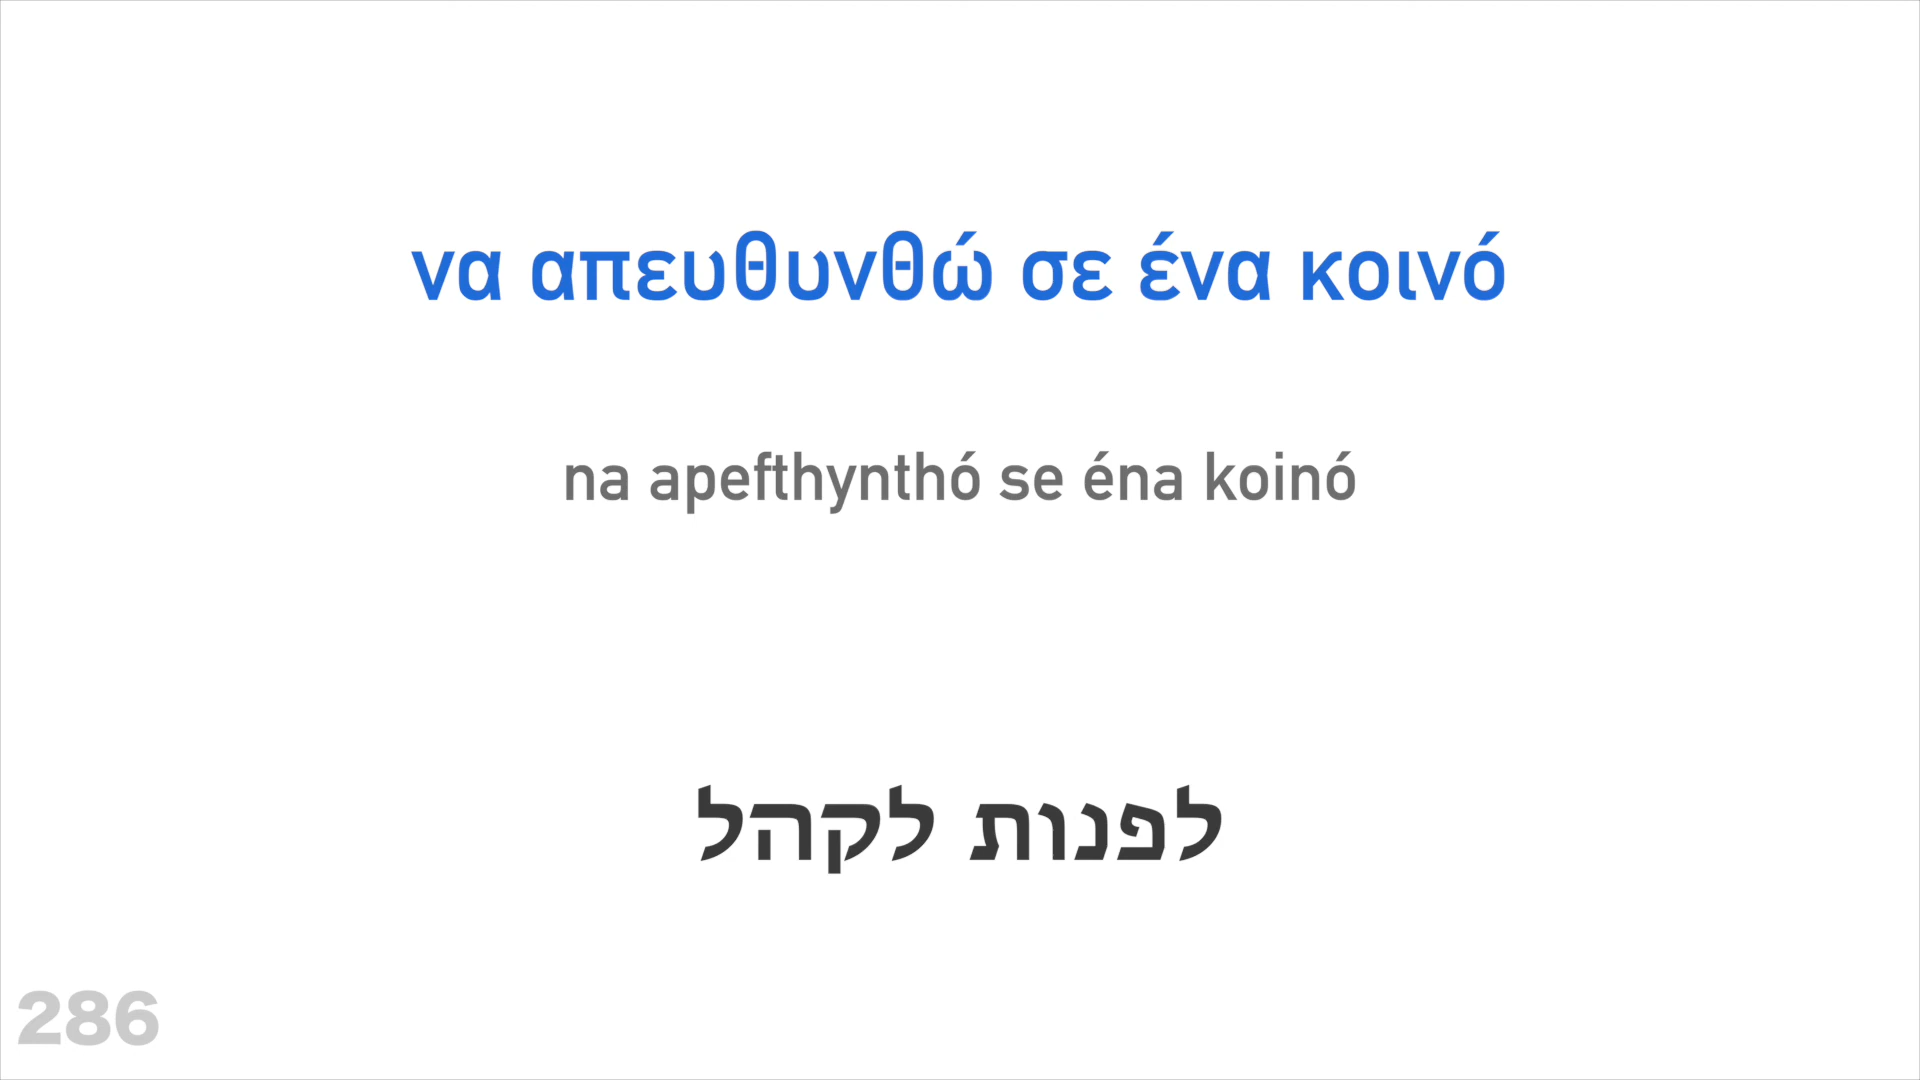 να απευθυνθώ σε ένα κοινό
na apefthynthó se éna koinó
לפנות לקהל
286